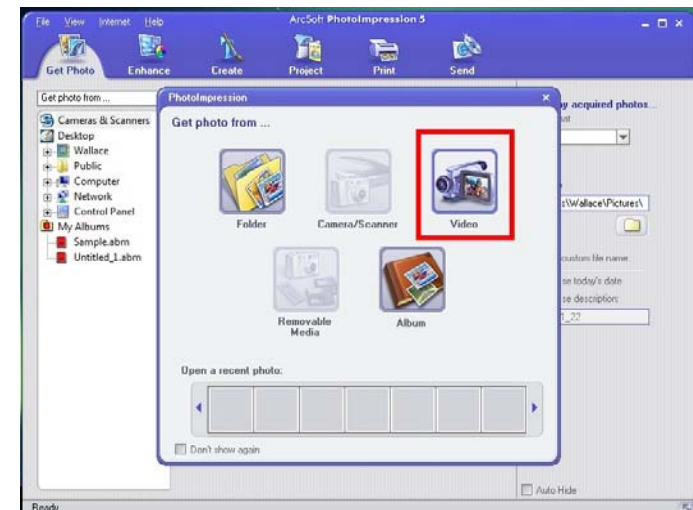 File View Internet Help
ArcSoft PhotoImpression 5
Get Photo Enhance Create Project Print Send
Get photo from ...
Cameras & Scanners
Desktop
Wallace
Public
Computer
Network
Control Panel
My Albums
Sample.abm
Untitled_1.abm
PhotoImpression
Get photo from ...
Folder
Camera/Scanner
Video
Removable
Media
Album
Open a recent photo:
Don't show again
y acquired photos...
s\Wallace\Pictures\
custom file name.
se today's date
se description:
1_22
Auto Hide
Ready